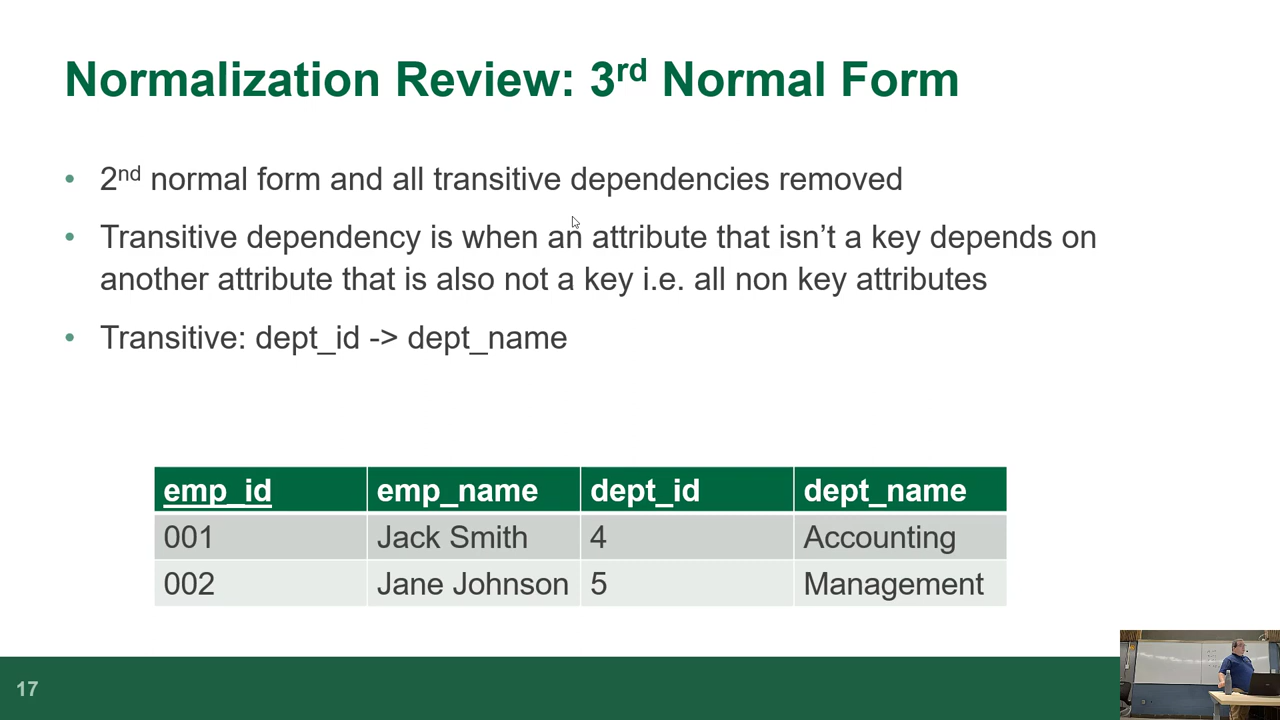 Normalization Review: 3rd Normal Form
• 2nd normal form and all transitive dependencies removed
• Transitive dependency is when an attribute that isn’t a key depends on
another attribute that is also not a key i.e. all non key attributes
• Transitive: dept_id -> dept_name
emp_id emp_name dept_id dept_name
001 Jack Smith 4 Accounting
002 Jane Johnson 5 Management
17